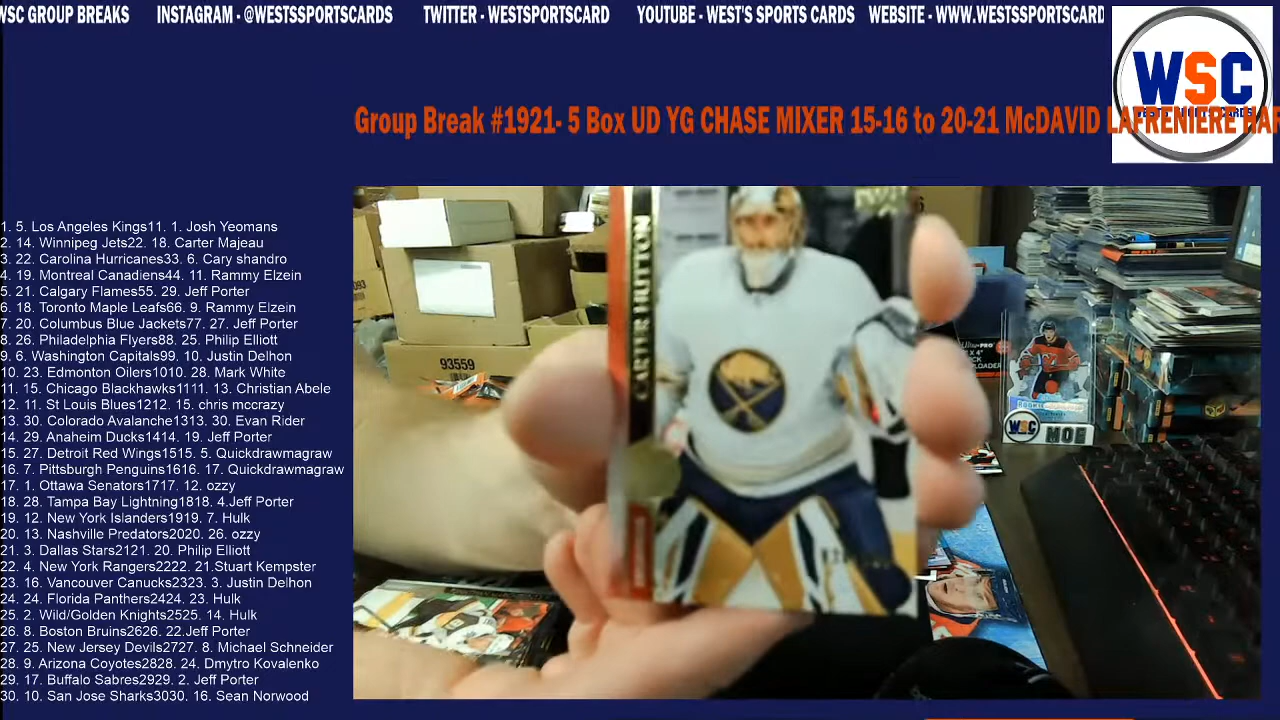 WSC GROUP BREAKS INSTAGRAM - @WESTSSPORTSCARDS TWITTER - WESTSPORTSCARD YOUTUBE - WEST'S SPORTS CARDS WEBSITE - WWW.WESTSSPORTSCARD
WSC
Group Break #1921- 5 Box UD YG CHASE MIXER 15-16 to 20-21 McDAVID LAFRENIERE HAR
1. 5. Los Angeles Kings11. 1. Josh Yeomans
2. 14. Winnipeg Jets22. 18. Carter Majeau
3. 22. Carolina Hurricanes33. 6. Cary shandro
4. 19. Montreal Canadiens44. 11. Rammy Elzein
5. 21. Calgary Flames55. 29. Jeff Porter
6. 18. Toronto Maple Leafs66. 9. Rammy Elzein
7. 20. Columbus Blue Jackets77. 27. Jeff Porter
8. 26. Philadelphia Flyers88. 25. Philip Elliott
9. 6. Washington Capitals99. 10. Justin Delhon
10. 23. Edmonton Oilers1010. 28. Mark White
11. 15. Chicago Blackhawks1111. 13. Christian Abele
12. 11. St Louis Blues1212. 15. chris mccrazy
13. 30. Colorado Avalanche1313. 30. Evan Rider
14. 29. Anaheim Ducks1414. 19. Jeff Porter
15. 27. Detroit Red Wings1515. 5. Quickdrawmagraw
16. 7. Pittsburgh Penguins1616. 17. Quickdrawmagraw
17. 1. Ottawa Senators1717. 12. ozzy
18. 28. Tampa Bay Lightning1818. 4.Jeff Porter
19. 12. New York Islanders1919. 7. Hulk
20. 13. Nashville Predators2020. 26. ozzy
21. 3. Dallas Stars2121. 20. Philip Elliott
22. 4. New York Rangers2222. 21.Stuart Kempster
23. 16. Vancouver Canucks2323. 3. Justin Delhon
24. 24. Florida Panthers2424. 23. Hulk
25. 2. Wild/Golden Knights2525. 14. Hulk
26. 8. Boston Bruins2626. 22.Jeff Porter
27. 25. New Jersey Devils2727. 8. Michael Schneider
28. 9. Arizona Coyotes2828. 24. Dmytro Kovalenko
29. 17. Buffalo Sabres2929. 2. Jeff Porter
30. 10. San Jose Sharks3030. 16. Sean Norwood
CARTER HUTTON
93559
WSC MOE